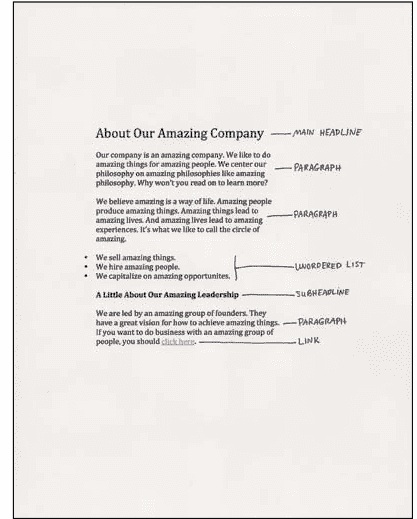 About Our Amazing Company MAIN HEADLINE
Our company is an amazing company. We like to do
amazing things for amazing people. We center our
philosophy on amazing philosophies like amazing PARAGRAPH
philosophy. Why won't you read on to learn more?
We believe amazing is a way of life. Amazing people
produce amazing things. Amazing things lead to
amazing lives. And amazing lives lead to amazing PARAGRAPH
experiences. It's what we like to call the circle of
amazing.
• We sell amazing things.
• We hire amazing people. UNORDERED LIST
• We capitalize on amazing opportunites.
A Little About Our Amazing Leadership SUBHEADLINE
We are led by an amazing group of founders. They
have a great vision for how to achieve amazing things. PARAGRAPH
If you want to do business with an amazing group of
people, you should click here. LINK